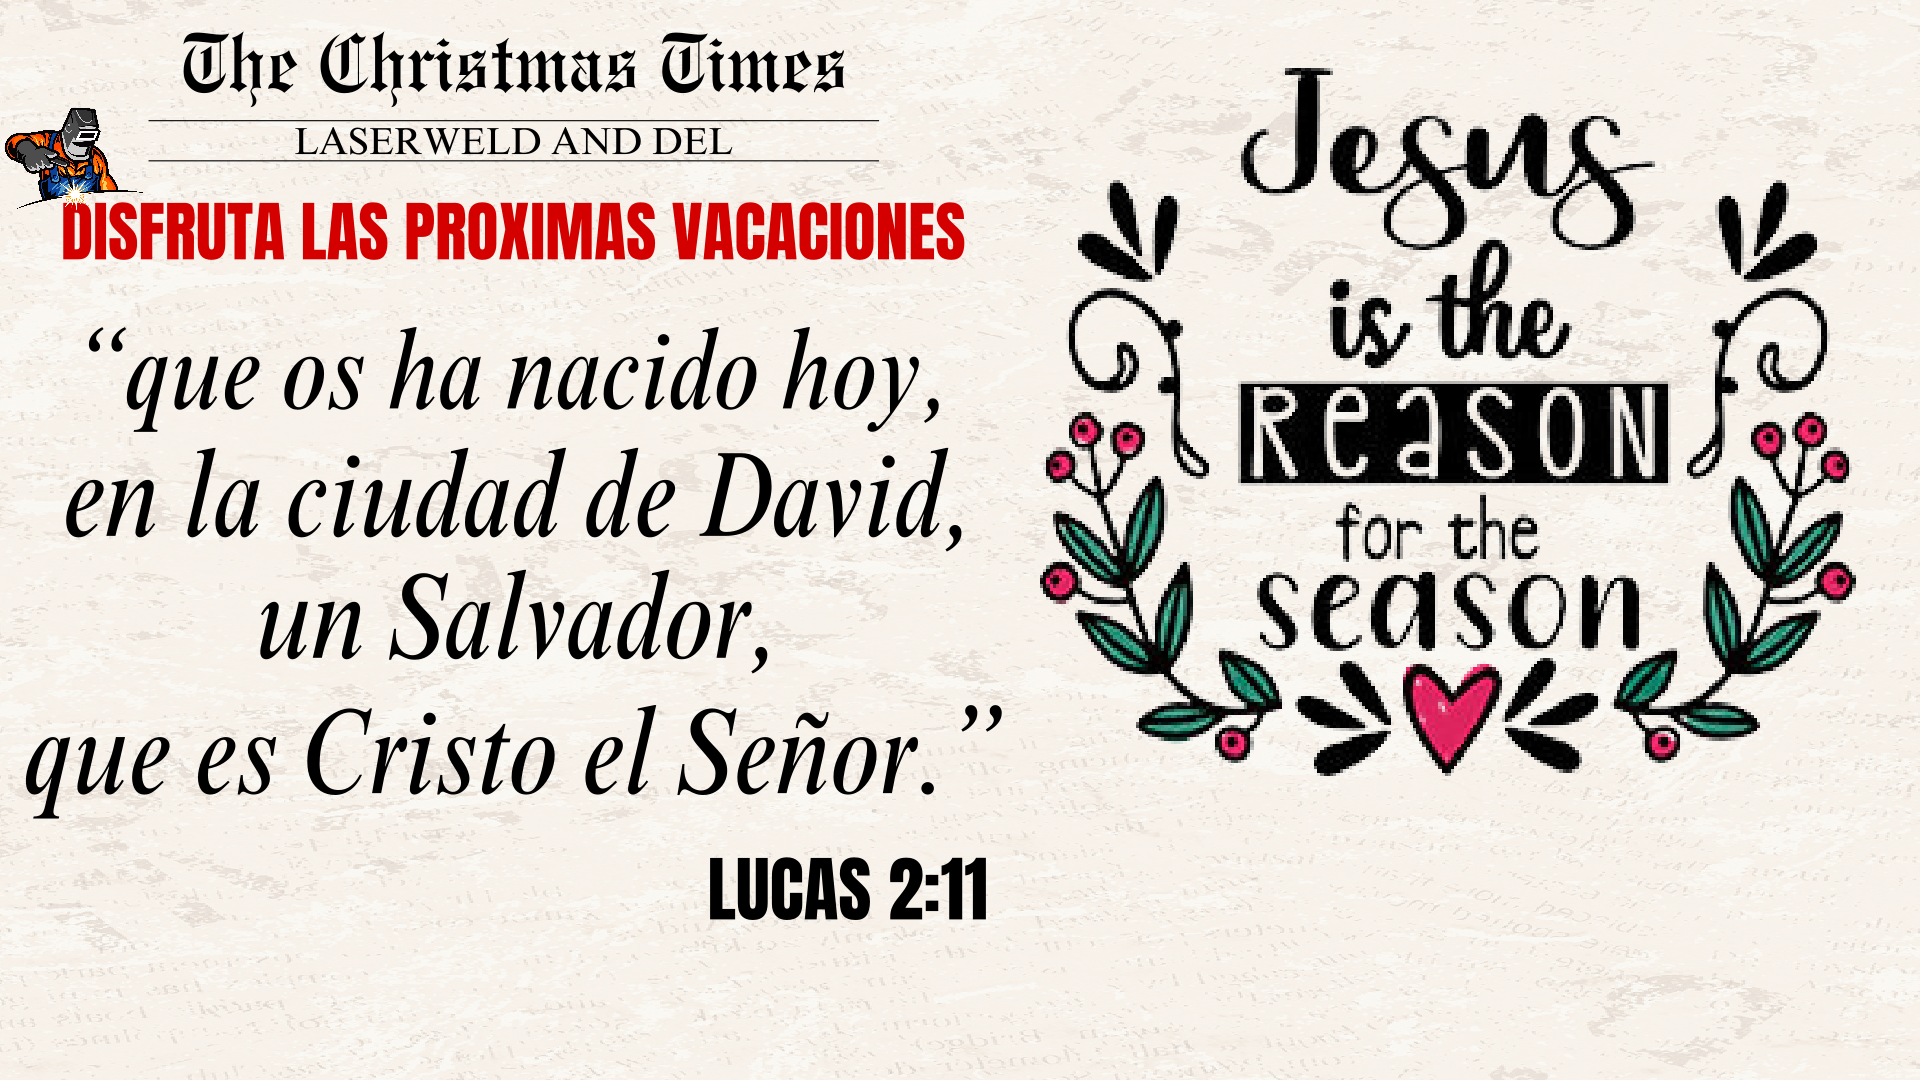 The Christmas Times
LASERWELD AND DEL
DISFRUTA LAS PROXIMAS VACACIONES
“que os ha nacido hoy,
en la ciudad de David,
un Salvador,
que es Cristo el Señor.”
LUCAS 2:11
Jesus
is the
REASON
for the
season